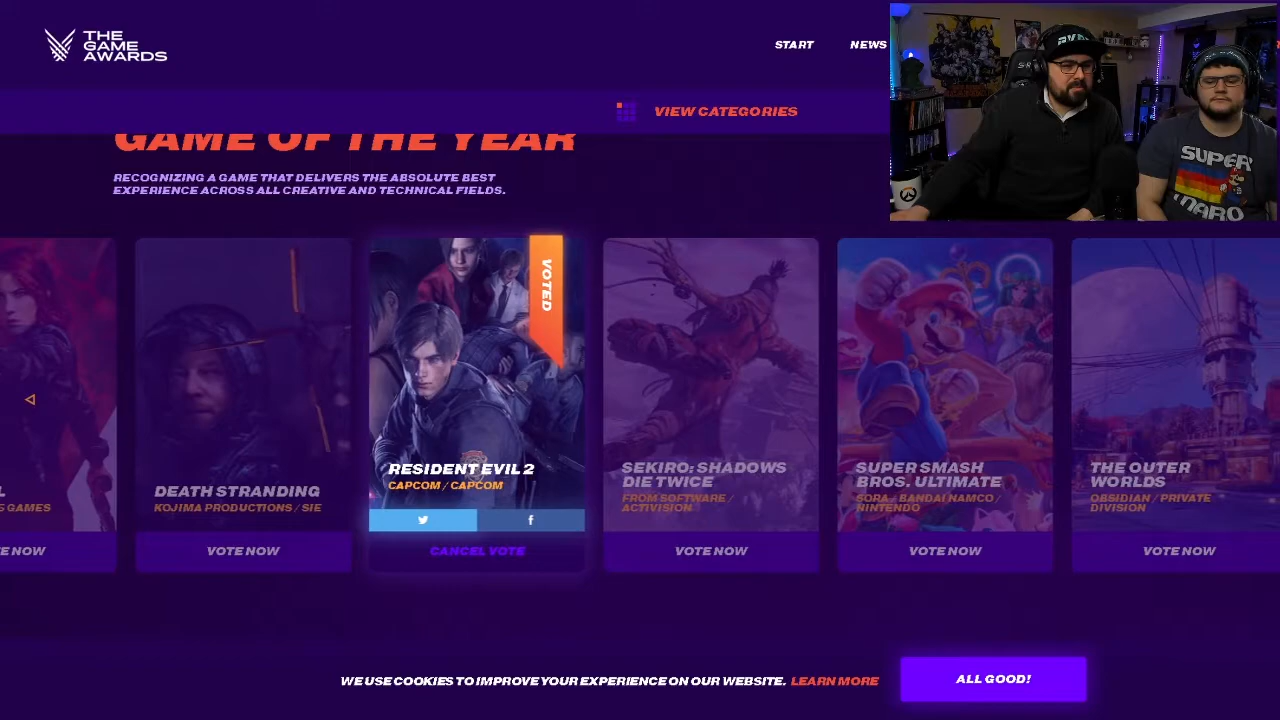 THE
GAME
AWARDS
START
NEWS
VIEW CATEGORIES
GAME OF THE YEAR
RECOGNIZING A GAME THAT DELIVERS THE ABSOLUTE BEST
EXPERIENCE ACROSS ALL CREATIVE AND TECHNICAL FIELDS.
SUPER
MARO
GAMES
DEATH STRANDING
KOJIMA PRODUCTIONS / SIE
VOTE NOW
VOTED
RESIDENT EVIL 2
CAPCOM / CAPCOM
CANCEL VOTE
SEKIRO: SHADOWS
DIE TWICE
FROM SOFTWARE /
ACTIVISION
VOTE NOW
SUPER SMASH
BROS. ULTIMATE
SORA - BANDAI NAMCO /
NINTENDO
VOTE NOW
THE OUTER
WORLDS
OBSIDIAN / PRIVATE
DIVISION
VOTE NOW
WE USE COOKIES TO IMPROVE YOUR EXPERIENCE ON OUR WEBSITE. LEARN MORE
ALL GOOD!